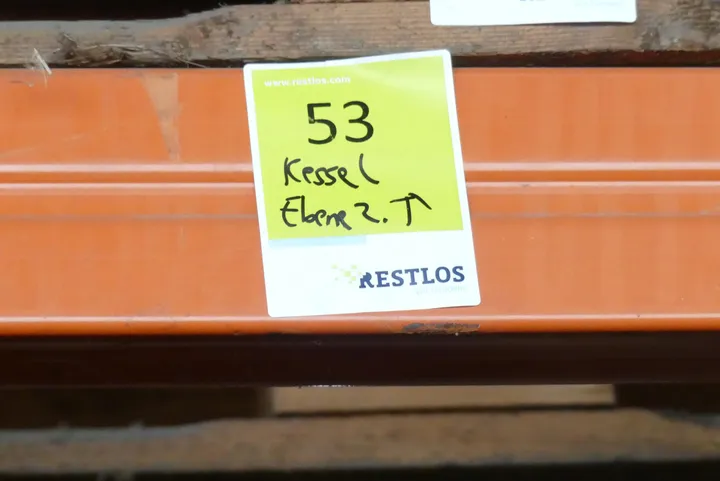 www.restlos.com
53
Kessel
Ebene 2. ↑
RESTLOS